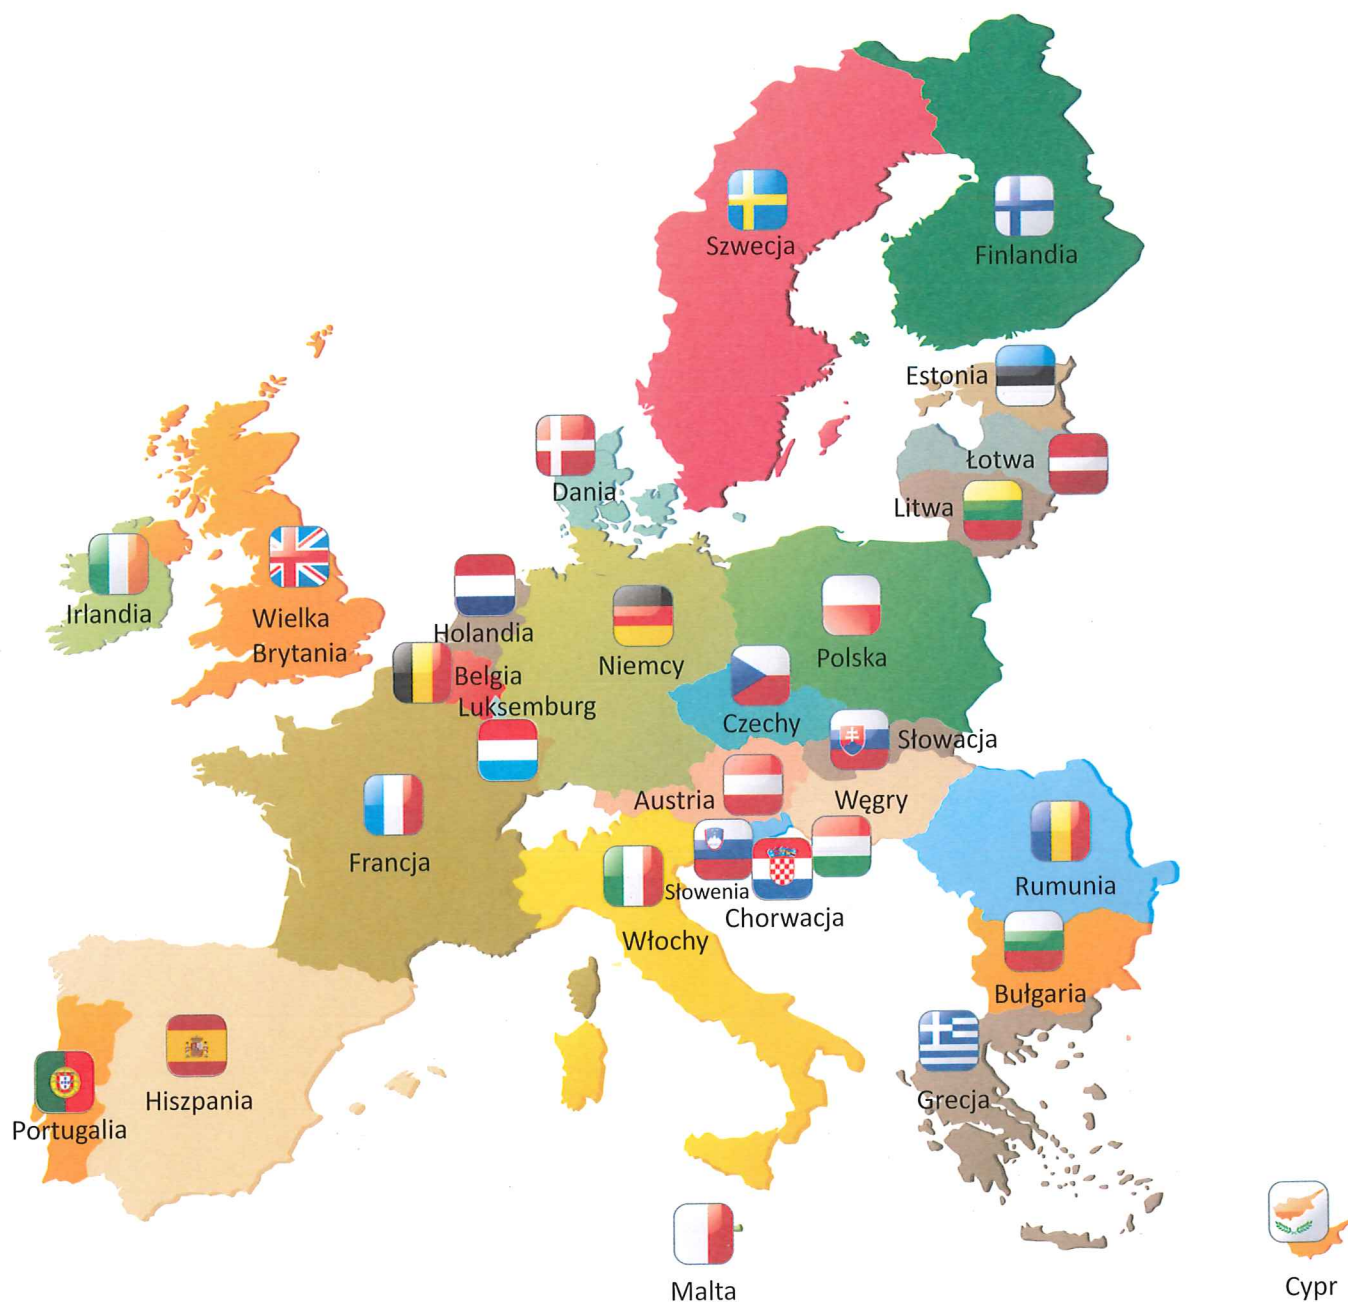 Szwecja
Finlandia
Estonia
Łotwa
Litwa
Dania
Irlandia
Wielka
Brytania
Holandia
Belgia
Luksemburg
Niemcy
Polska
Czechy
Słowacja
Austria
Węgry
Francja
Słowenia
Chorwacja
Włochy
Rumunia
Bułgaria
Hiszpania
Portugalia
Grecja
Malta
Cypr